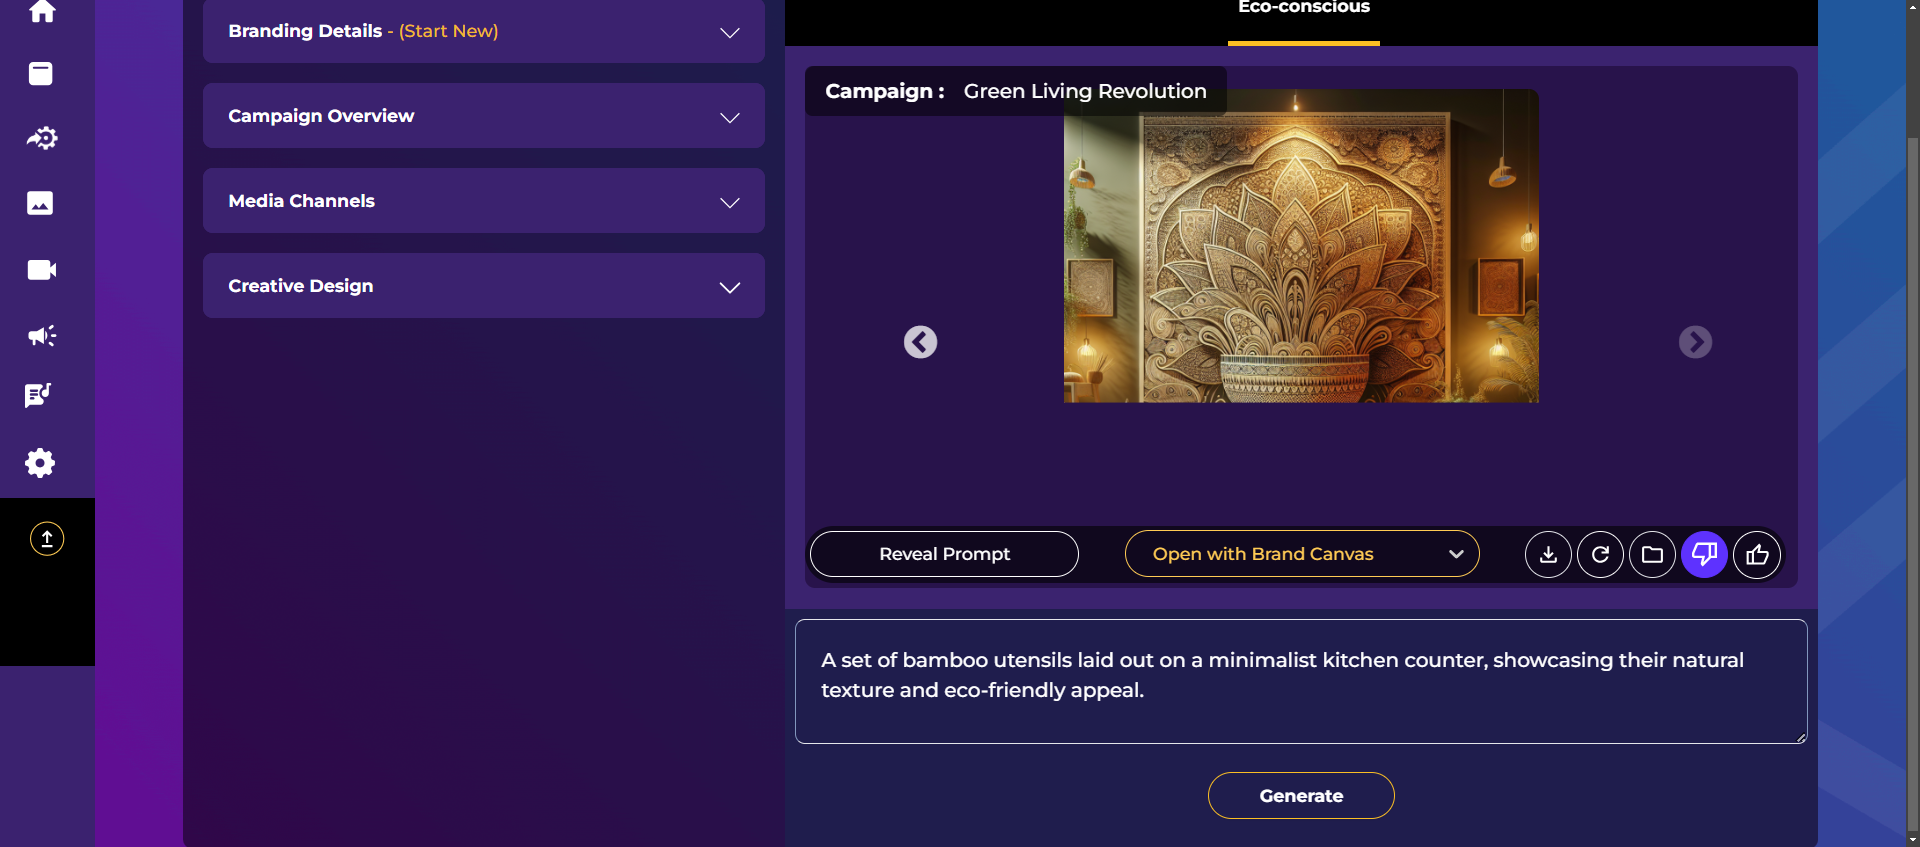 Eco-conscious
Branding Details - (Start New)
Campaign Overview
Media Channels
Creative Design
Campaign : Green Living Revolution
Reveal Prompt
Open with Brand Canvas
A set of bamboo utensils laid out on a minimalist kitchen counter, showcasing their natural
texture and eco-friendly appeal.
Generate